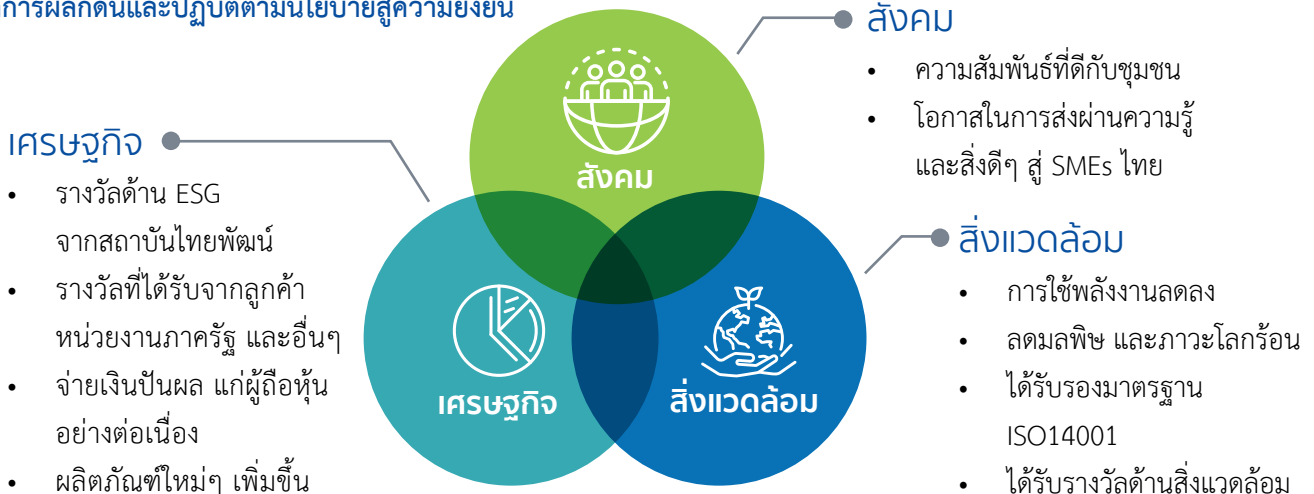 การผลักดันและปฏิบัติตามนโยบายสู่ความยั่งยืน
สังคม
• ความสัมพันธ์ที่ดีกับชุมชน
• โอกาสในการส่งผ่านความรู้
และสิ่งดีๆ สู่ SMEs ไทย
เศรษฐกิจ
• รางวัลด้าน ESG
จากสถาบันไทยพัฒน์
• รางวัลที่ได้รับจากลูกค้า
หน่วยงานภาครัฐ และอื่นๆ
• จ่ายเงินปันผล แก่ผู้ถือหุ้น
อย่างต่อเนื่อง
• ผลิตภัณฑ์ใหม่ๆ เพิ่มขึ้น
สังคม
เศรษฐกิจ
สิ่งแวดล้อม
สิ่งแวดล้อม
• การใช้พลังงานลดลง
• ลดมลพิษ และภาวะโลกร้อน
• ได้รับรองมาตรฐาน
ISO14001
• ได้รับรางวัลด้านสิ่งแวดล้อม